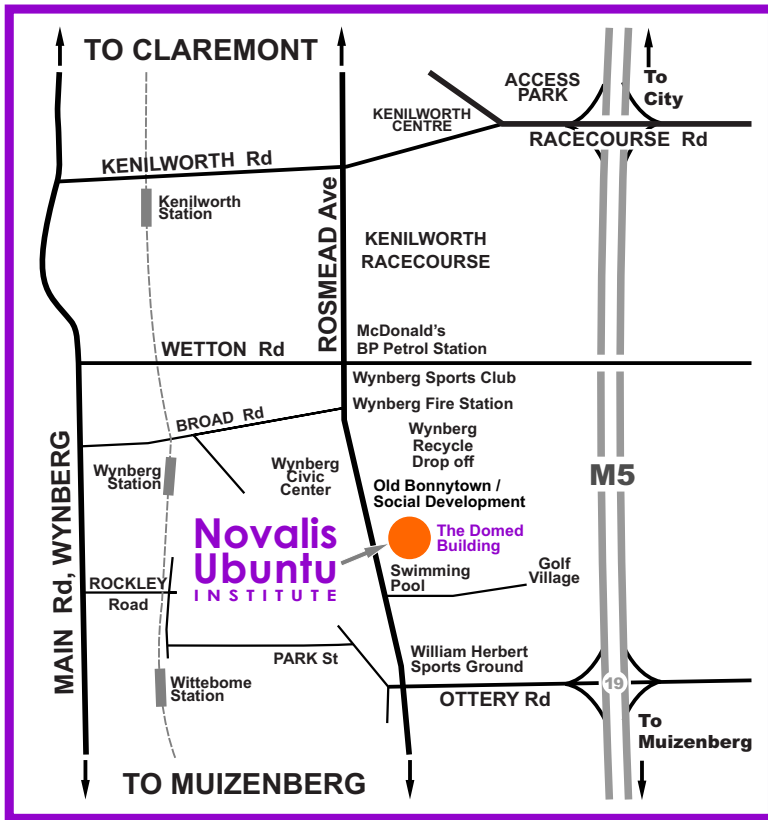 TO CLAREMONT
ACCESS
PARK
To
City
KENILWORTH
CENTRE
RACECOURSE Rd
KENILWORTH Rd
Kenilworth
Station
ROSMEAD Ave
KENILWORTH
RACECOURSE
McDonald's
BP Petrol Station
WETTON Rd
Wynberg Sports Club
Wynberg Fire Station
BROAD Rd
Wynberg
Recycle
Drop off
MAIN Rd, WYNBERG
Wynberg
Station
Wynberg
Civic
Center
M5
Old Bonnytown /
Social Development
Novalis
Ubuntu
INSTITUTE
The Domed
Building
Swimming
Pool
Golf
Village
ROCKLEY
Road
PARK St
William Herbert
Sports Ground
Wittebome
Station
OTTERY Rd
19
To
Muizenberg
TO MUIZENBERG